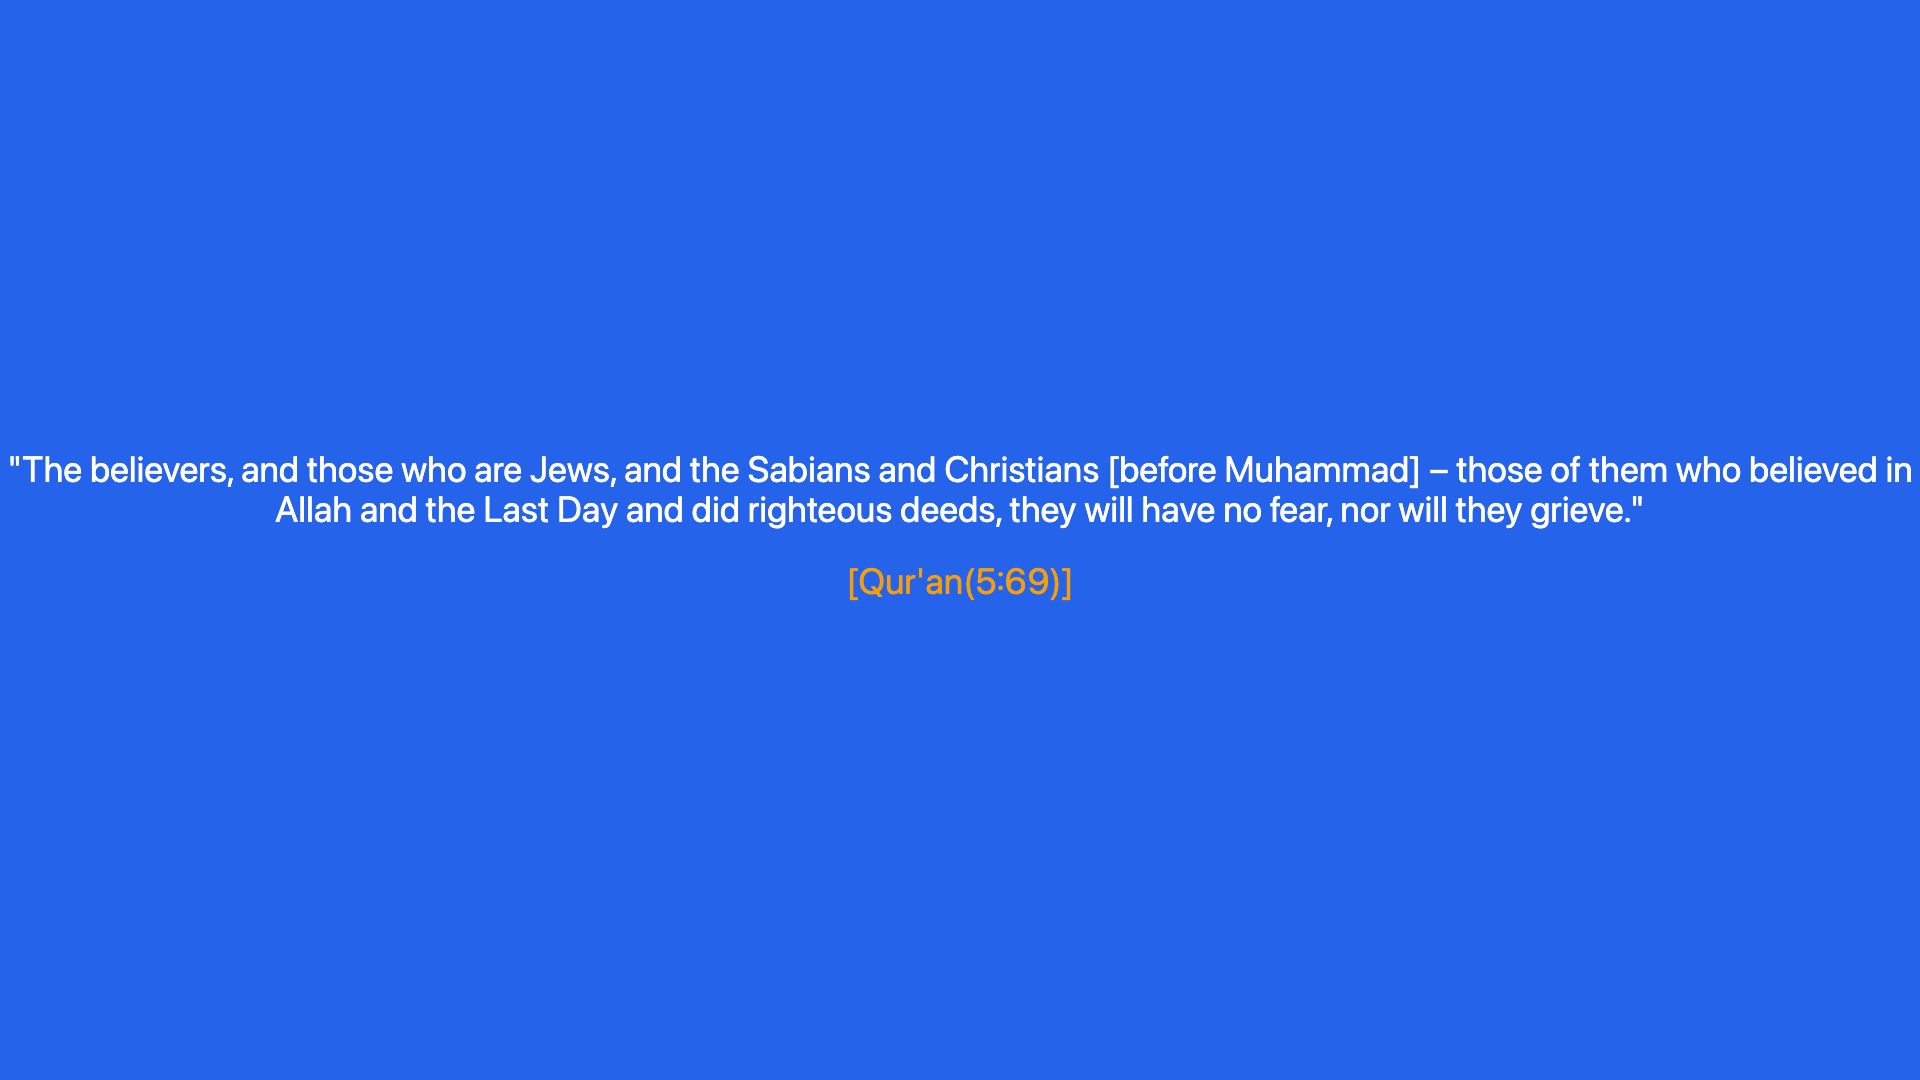 "The believers, and those who are Jews, and the Sabians and Christians [before Muhammad] – those of them who believed in
Allah and the Last Day and did righteous deeds, they will have no fear, nor will they grieve."
[Qur'an(5:69)]